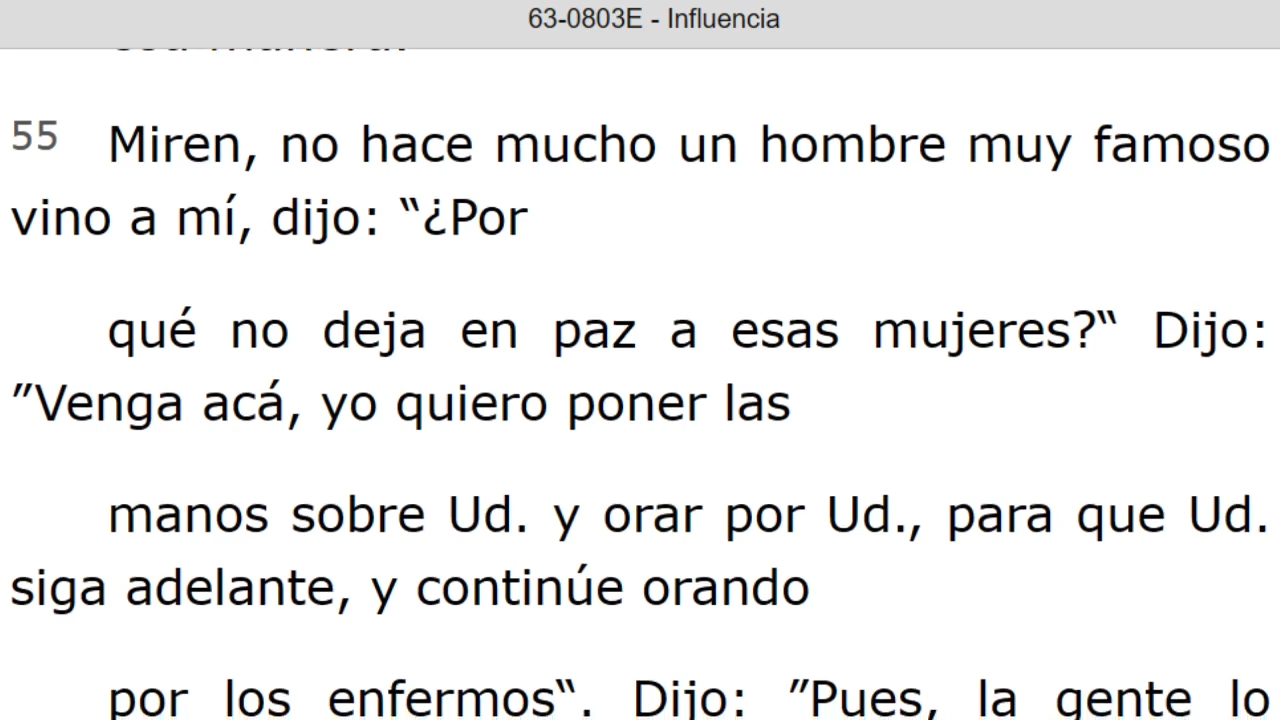 63-0803E - Influencia
55 Miren, no hace mucho un hombre muy famoso
vino a mí, dijo: “¿Por
qué no deja en paz a esas mujeres?“ Dijo:
”Venga acá, yo quiero poner las
manos sobre Ud. y orar por Ud., para que Ud.
siga adelante, y continúe orando
por los enfermos“. Dijo: ”Pues, la gente lo